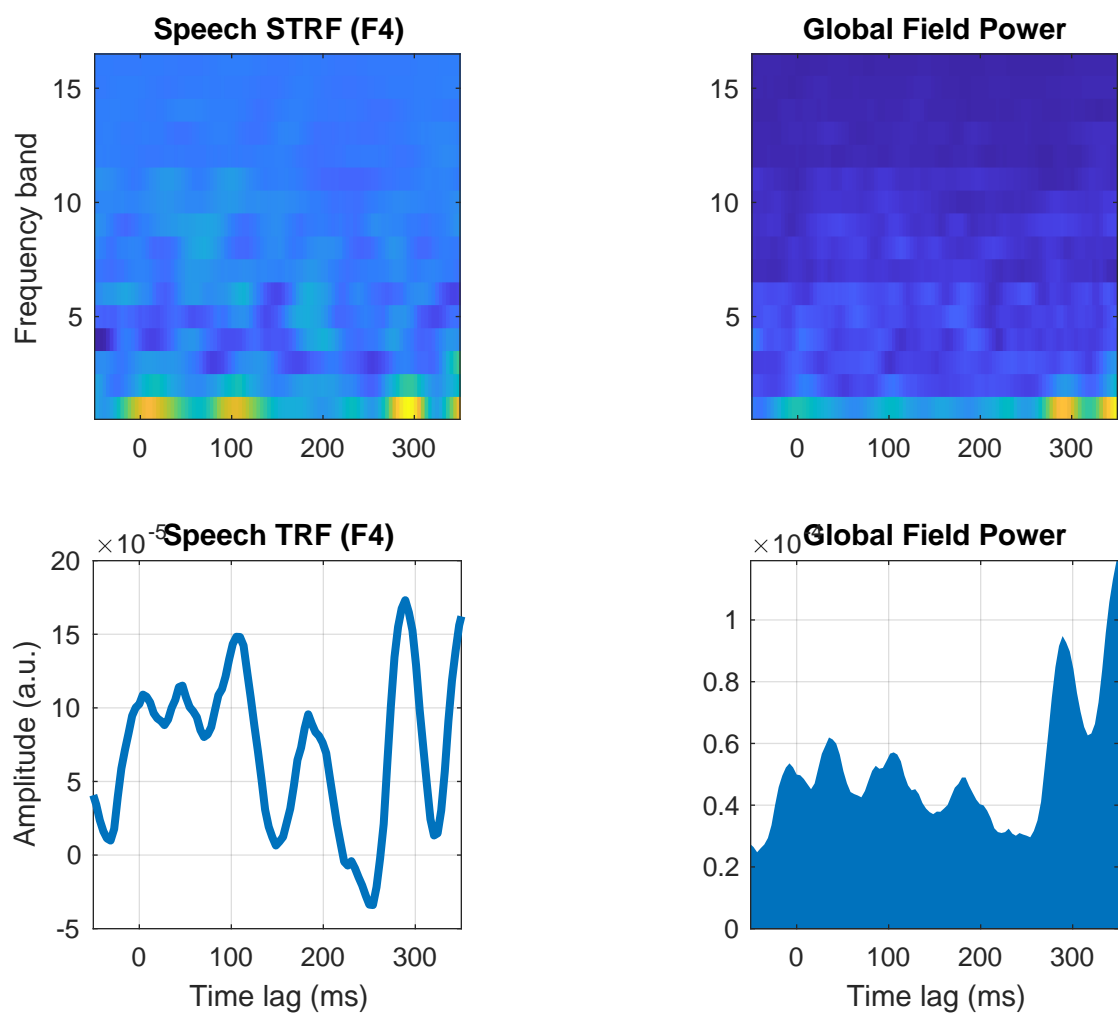 Speech STRF (F4)
Frequency band
15
10
5
0 100 200 300
Global Field Power
15
10
5
0 100 200 300
Speech TRF (F4)
×10^-5
Amplitude (a.u.)
20
15
10
5
0
-5
0 100 200 300
Time lag (ms)
Global Field Power
×10^-4
1
0.8
0.6
0.4
0.2
0
0 100 200 300
Time lag (ms)